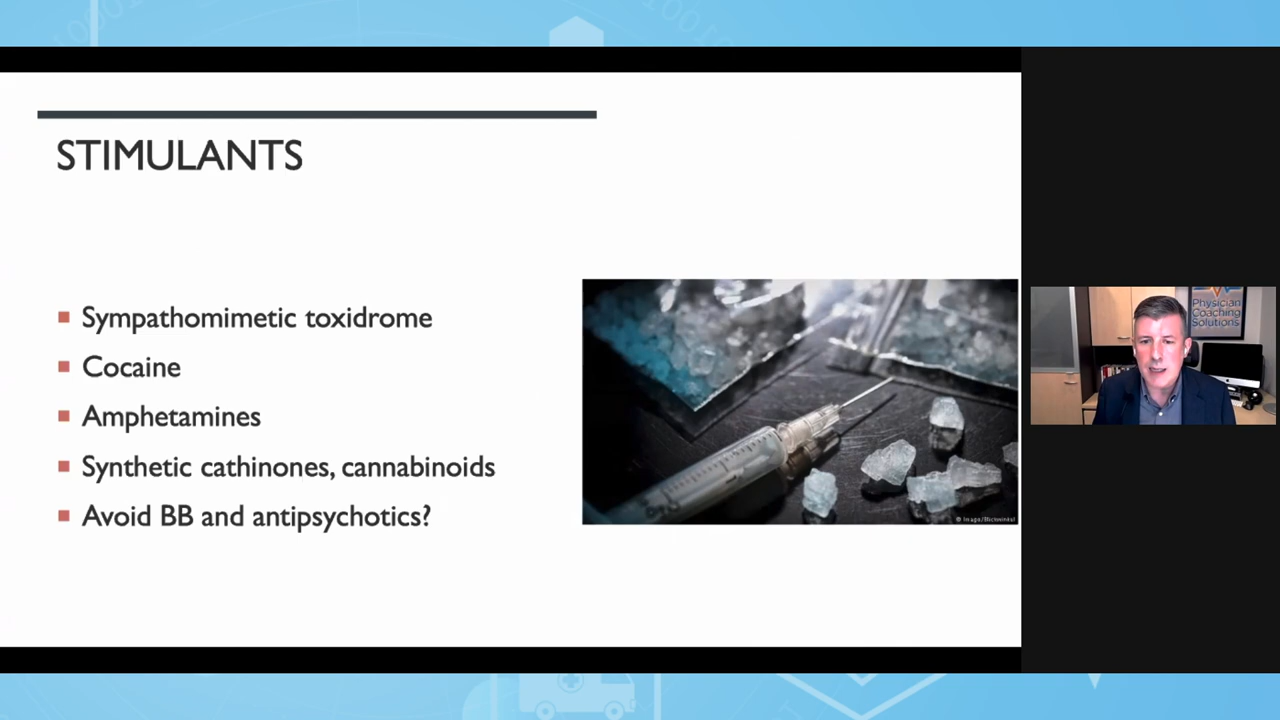 STIMULANTS
Sympathomimetic toxidrome
Cocaine
Amphetamines
Synthetic cathinones, cannabinoids
Avoid BB and antipsychotics?
Physician
Coaching
Solutions